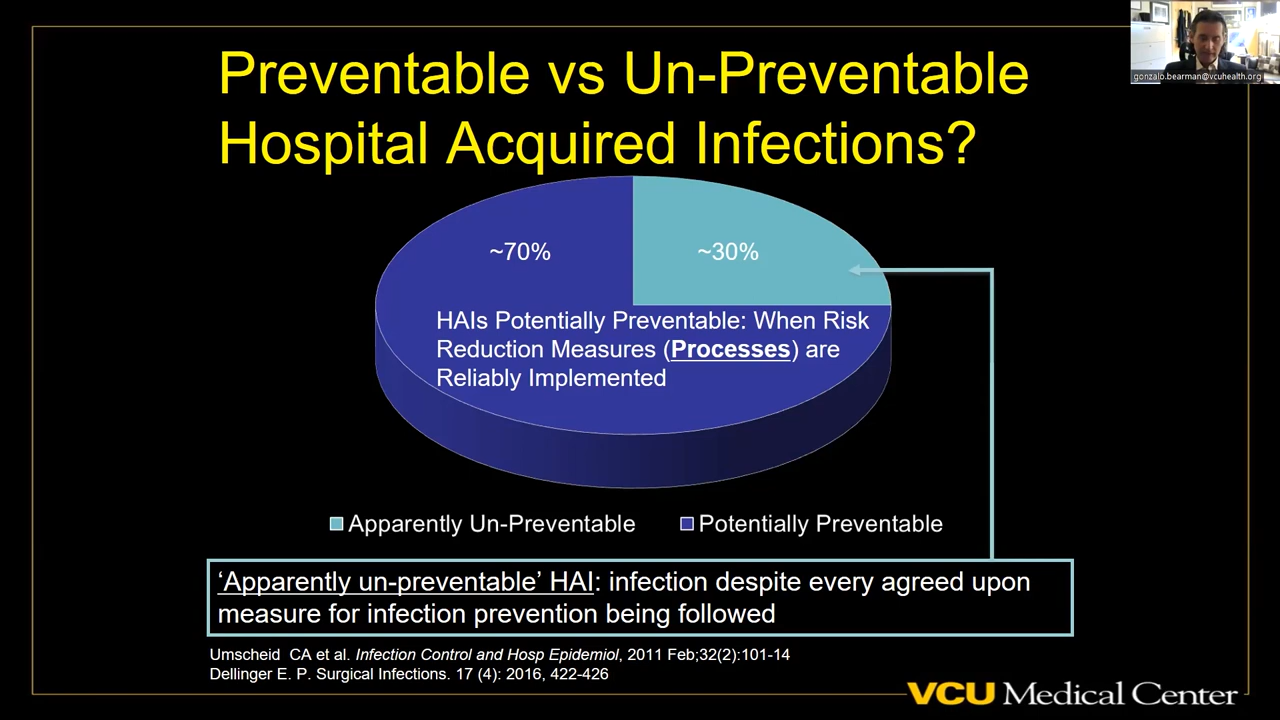 Preventable vs Un-Preventable
Hospital Acquired Infections?
gonzalo.bearman@vcuhealth.org
~70%
~30%
HAIs Potentially Preventable: When Risk
Reduction Measures (Processes) are
Reliably Implemented
Apparently Un-Preventable
Potentially Preventable
‘Apparently un-preventable’ HAI: infection despite every agreed upon
measure for infection prevention being followed
Umscheid CA et al. Infection Control and Hosp Epidemiol, 2011 Feb;32(2):101-14
Dellinger E. P. Surgical Infections. 17 (4): 2016, 422-426
VCU Medical Center